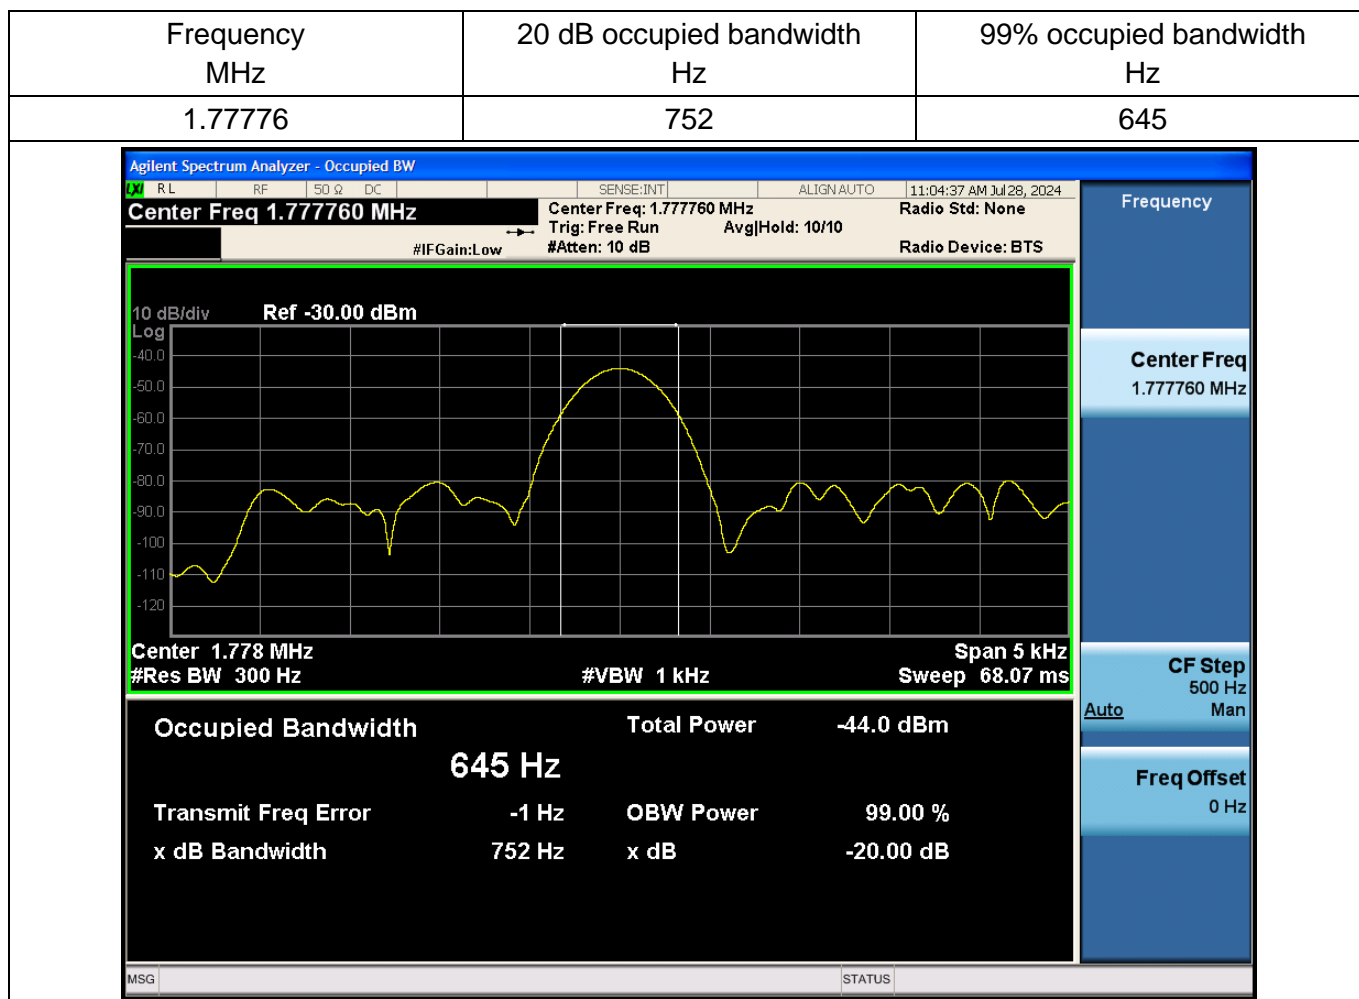 Frequency
MHz
20 dB occupied bandwidth
Hz
99% occupied bandwidth
Hz
1.77776
752
645
Agilent Spectrum Analyzer - Occupied BW
LXI RL RF 50 Ω DC SENSE:INT ALIGN AUTO 11:04:37 AM Jul 28, 2024
Center Freq 1.777760 MHz
Center Freq: 1.777760 MHz
Radio Std: None
Trig: Free Run
Avg|Hold: 10/10
#IFGain:Low
#Atten: 10 dB
Radio Device: BTS
10 dB/div
Ref -30.00 dBm
Log
-40.0
-50.0
-60.0
-70.0
-80.0
-90.0
-100
-110
-120
Center 1.778 MHz
Span 5 kHz
#Res BW 300 Hz
#VBW 1 kHz
Sweep 68.07 ms
Occupied Bandwidth
645 Hz
Total Power
-44.0 dBm
Transmit Freq Error
-1 Hz
OBW Power
99.00 %
x dB Bandwidth
752 Hz
x dB
-20.00 dB
Frequency
Center Freq
1.777760 MHz
CF Step
500 Hz
Auto Man
Freq Offset
0 Hz
MSG
STATUS